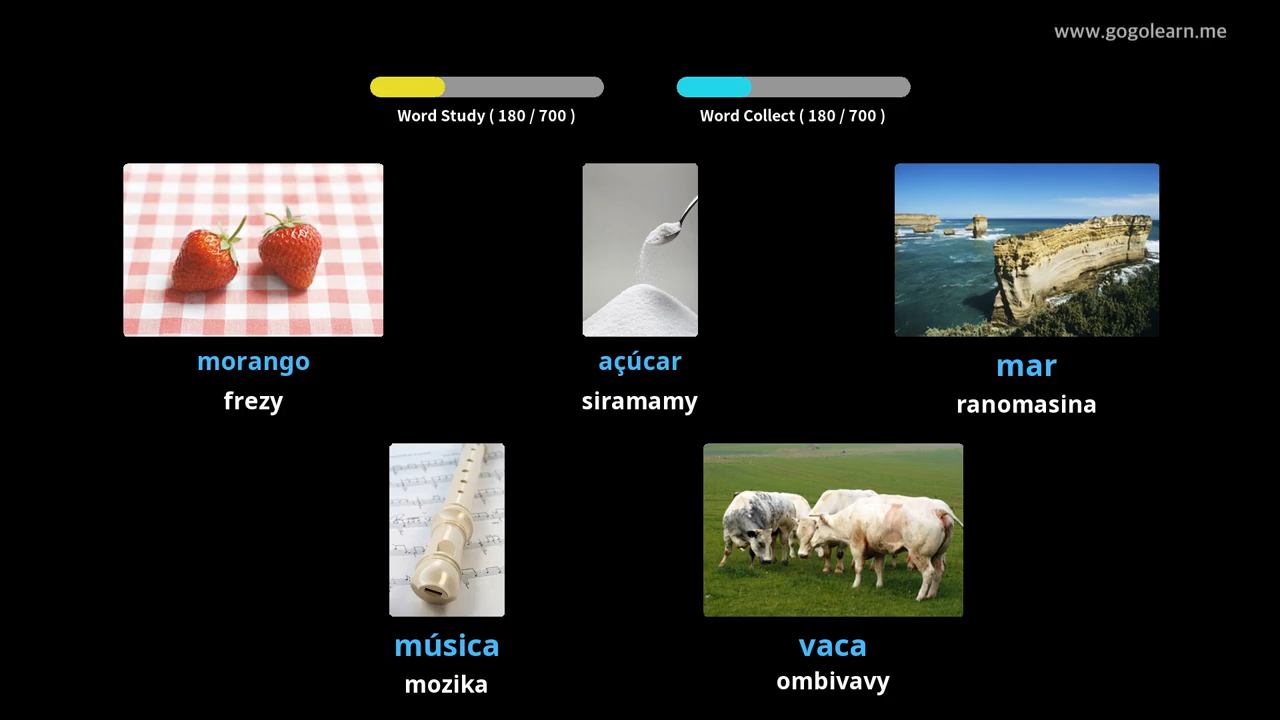 www.gogolearn.me
Word Study ( 180 / 700 )
Word Collect ( 180 / 700 )
morango
frezy
açúcar
siramamy
mar
ranomasina
música
mozika
vaca
ombivavy